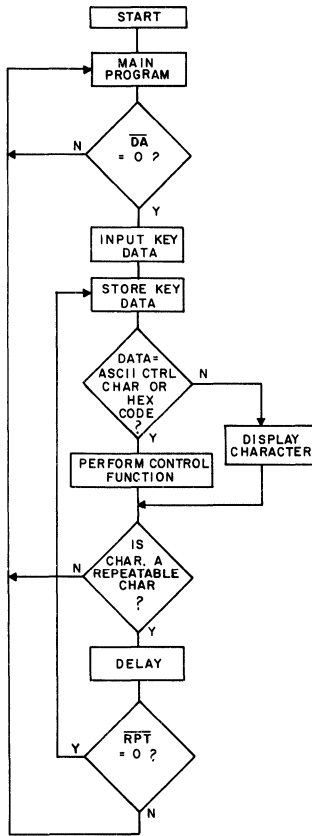 START
MAIN
PROGRAM
DA
= 0 ?
N
Y
INPUT KEY
DATA
STORE KEY
DATA
DATA=
ASCII CTRL
CHAR OR
HEX
CODE
?
N
Y
DISPLAY
CHARACTER
PERFORM CONTROL
FUNCTION
IS
CHAR. A
REPEATABLE
CHAR
?
N
Y
DELAY
RPT
= 0 ?
Y
N